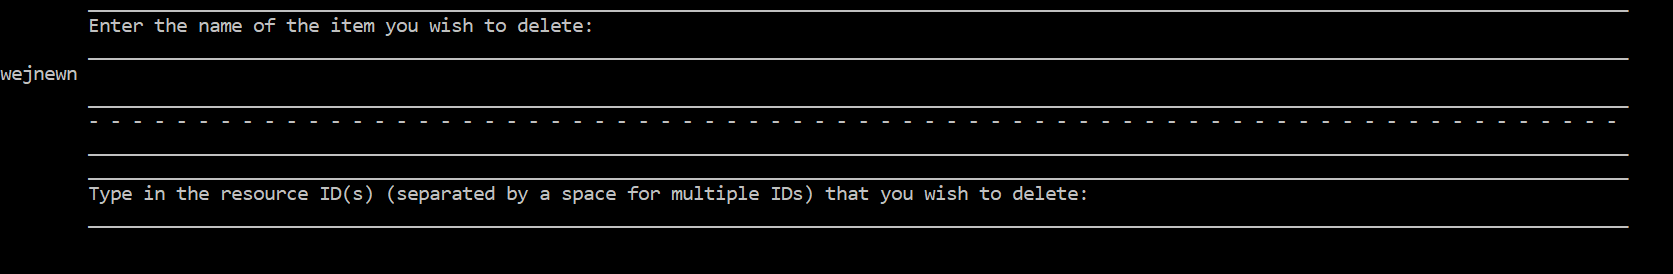 Enter the name of the item you wish to delete:
wejnewn
- - - - - - - - - - - - - - - - - - - - - - - - - - - - - - - - - - - - - - - - - - - - - - - - - - - - - - - - - - - - - - - - - - - - - -
Type in the resource ID(s) (separated by a space for multiple IDs) that you wish to delete: